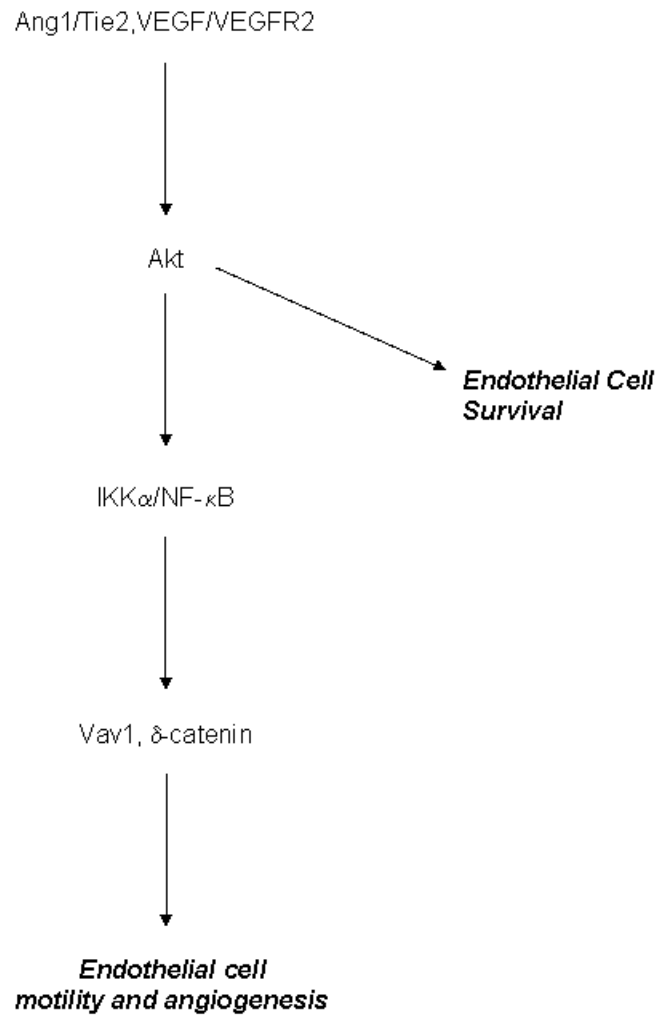 Ang1/Tie2,VEGF/VEGFR2
Akt
Endothelial Cell
Survival
IKKα/NF-κB
Vav1, δ-catenin
Endothelial cell
motility and angiogenesis